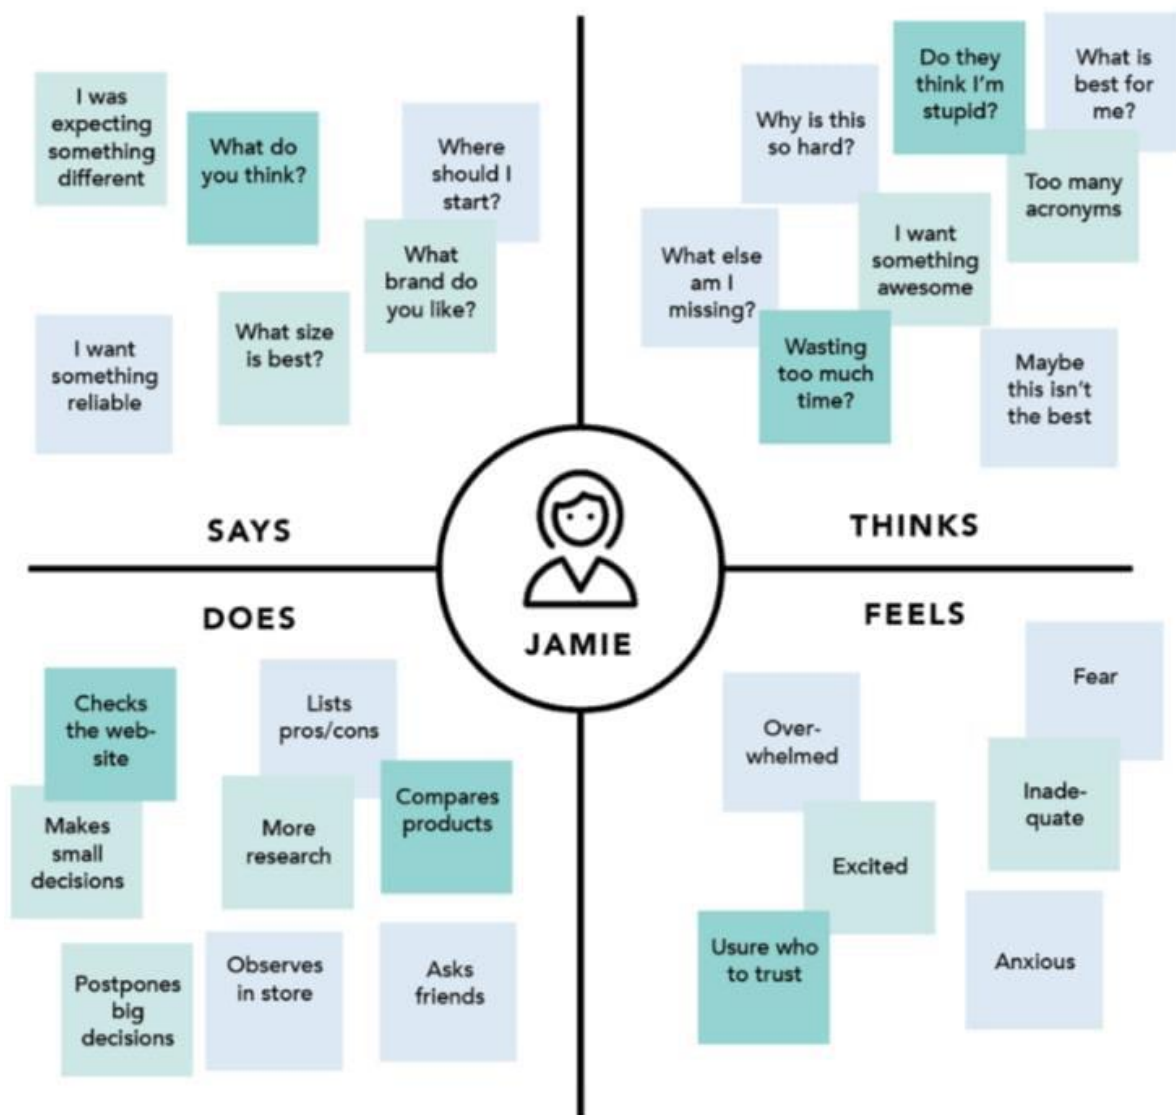 I was
expecting
something
different
What do
you think?
Where
should I
start?
What
brand do
you like?
What size
is best?
I want
something
reliable
SAYS
Do they
think I'm
stupid?
What is
best for
me?
Why is this
so hard?
Too many
acronyms
I want
something
awesome
What else
am I
missing?
Wasting
too much
time?
Maybe
this isn't
the best
THINKS
JAMIE
DOES
Checks
the web-
site
Lists
pros/cons
Compares
products
Makes
small
decisions
More
research
Postpones
big
decisions
Observes
in store
Asks
friends
FEELS
Fear
Over-
whelmed
Inade-
quate
Excited
Usure who
to trust
Anxious